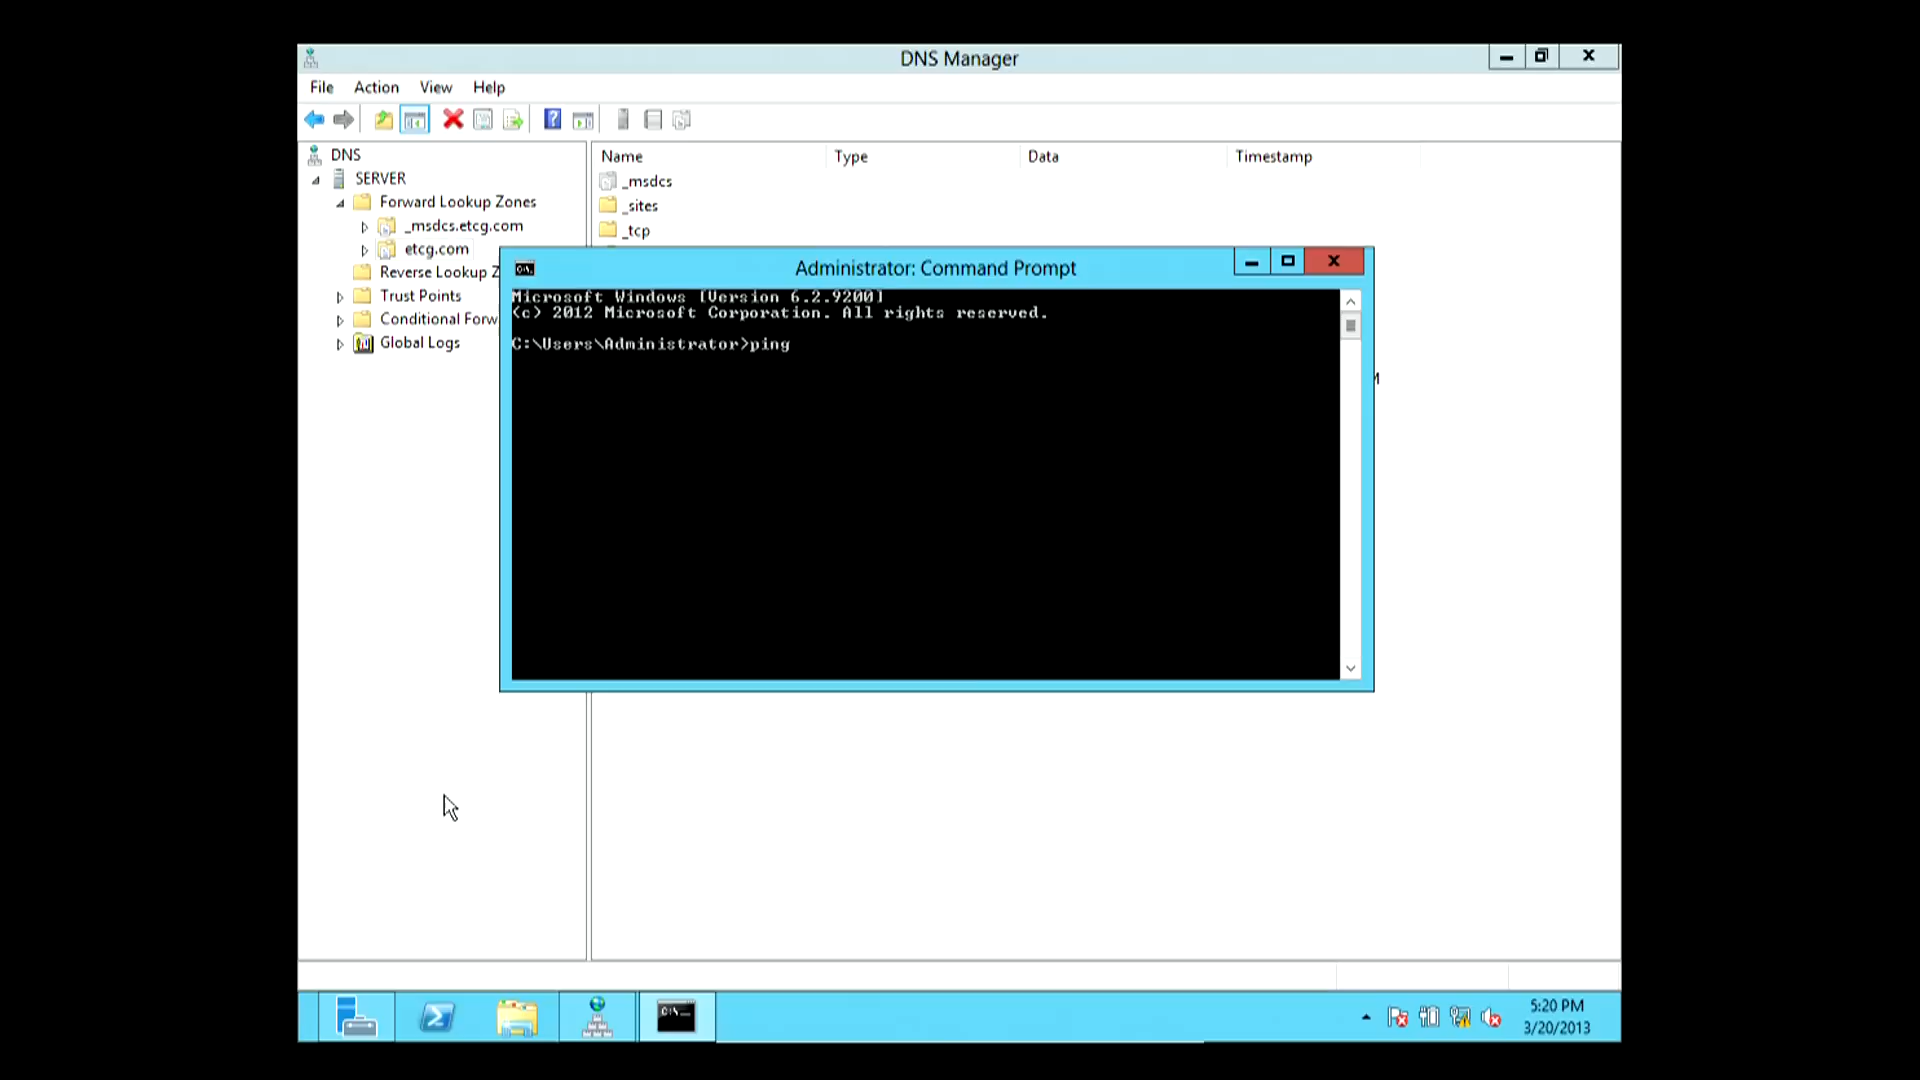 DNS Manager
File Action View Help
DNS
SERVER
Forward Lookup Zones
_msdcs.etcg.com
etcg.com
Reverse Lookup Z
Trust Points
Conditional Forw
Global Logs
Name Type Data Timestamp
_msdcs
_sites
_tcp
Administrator: Command Prompt
Microsoft Windows [Version 6.2.9200]
(c) 2012 Microsoft Corporation. All rights reserved.
C:\Users\Administrator>ping
5:20 PM
3/20/2013